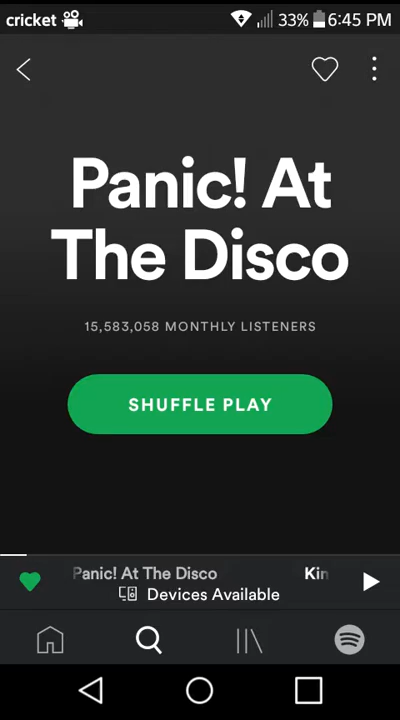 cricket 33% 6:45 PM
Panic! At
The Disco
15,583,058 MONTHLY LISTENERS
SHUFFLE PLAY
Panic! At The Disco Kin
Devices Available